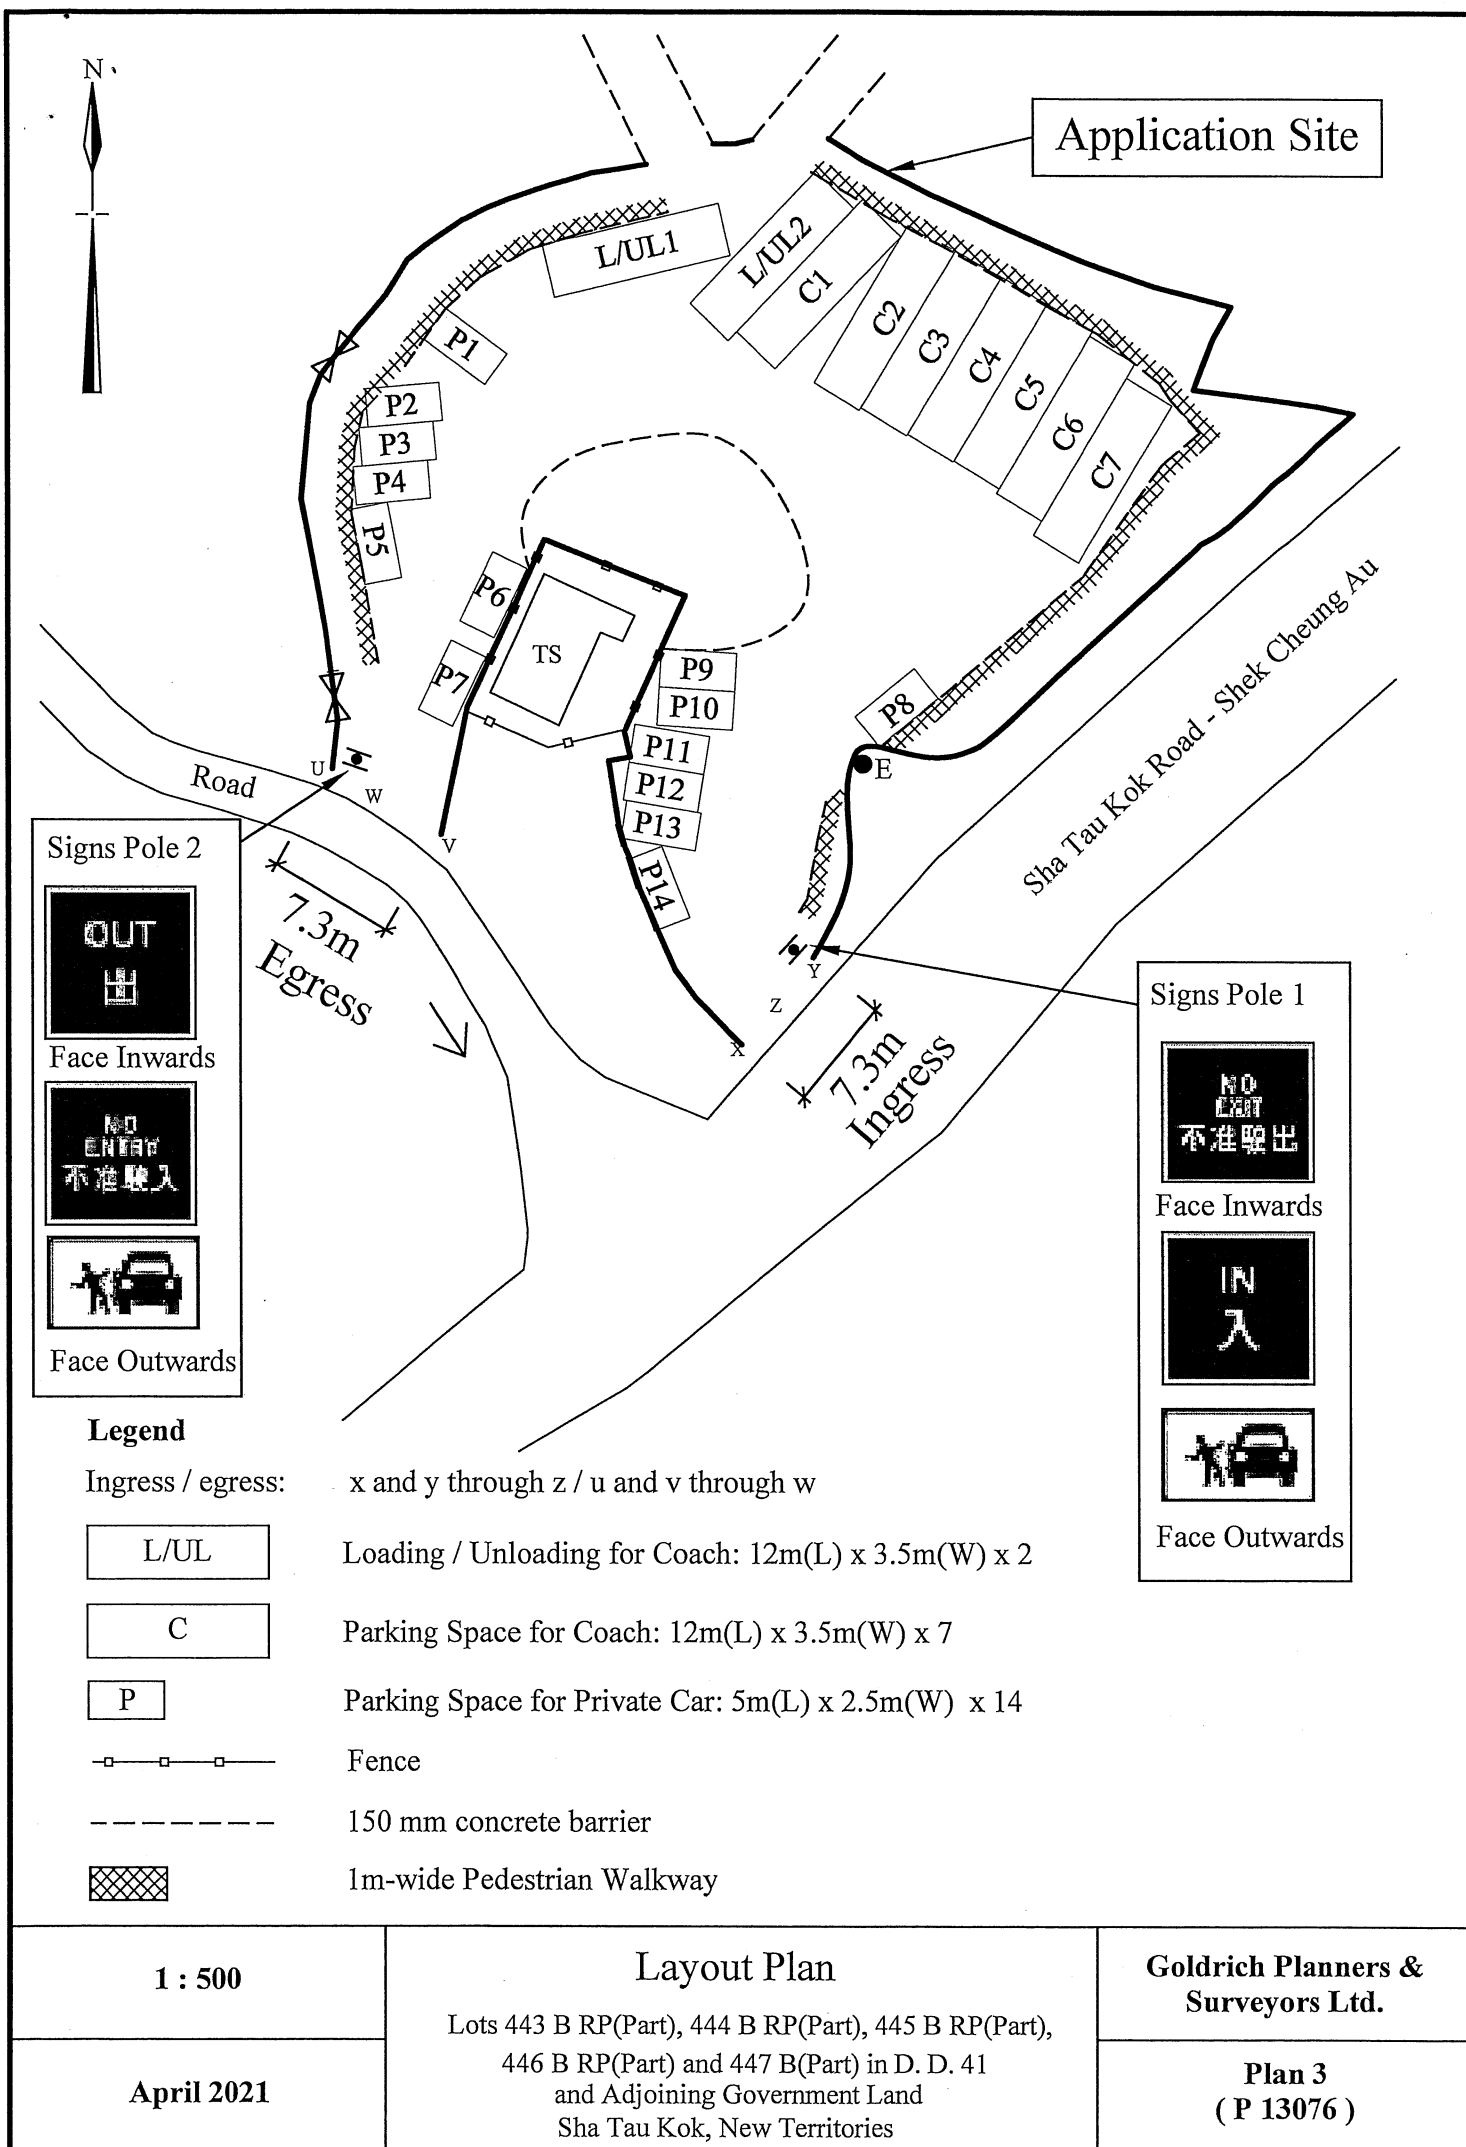 N
Application Site
L/UL1
L/UL2
C1
C2
C3
C4
C5
C6
C7
P1
P2
P3
P4
P5
P6
P7
TS
P8
P9
P10
P11
P12
P13
P14
E
U
W
V
X
Y
Z
Road
Sha Tau Kok Road - Shek Cheung Au
7.3m
Egress
7.3m
Ingress
Signs Pole 2
OUT
出
Face Inwards
NO
ENTRY
不准駛入
Face Outwards
Signs Pole 1
NO
EXIT
不准駛出
Face Inwards
IN
入
Face Outwards
Legend
Ingress / egress: x and y through z / u and v through w
L/UL Loading / Unloading for Coach: 12m(L) x 3.5m(W) x 2
C Parking Space for Coach: 12m(L) x 3.5m(W) x 7
P Parking Space for Private Car: 5m(L) x 2.5m(W) x 14
Fence
150 mm concrete barrier
1m-wide Pedestrian Walkway
1 : 500
April 2021
Layout Plan
Lots 443 B RP(Part), 444 B RP(Part), 445 B RP(Part),
446 B RP(Part) and 447 B(Part) in D. D. 41
and Adjoining Government Land
Sha Tau Kok, New Territories
Goldrich Planners &
Surveyors Ltd.
Plan 3
( P 13076 )